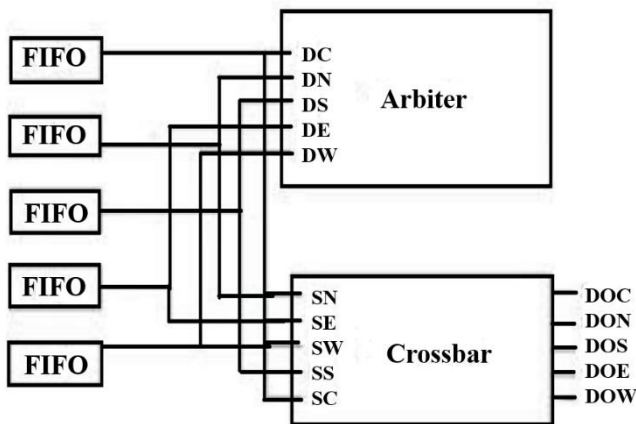 FIFO
FIFO
FIFO
FIFO
FIFO
DC
DN
DS
DE
DW
Arbiter
SN
SE
SW
SS
SC
Crossbar
DOC
DON
DOS
DOE
DOW